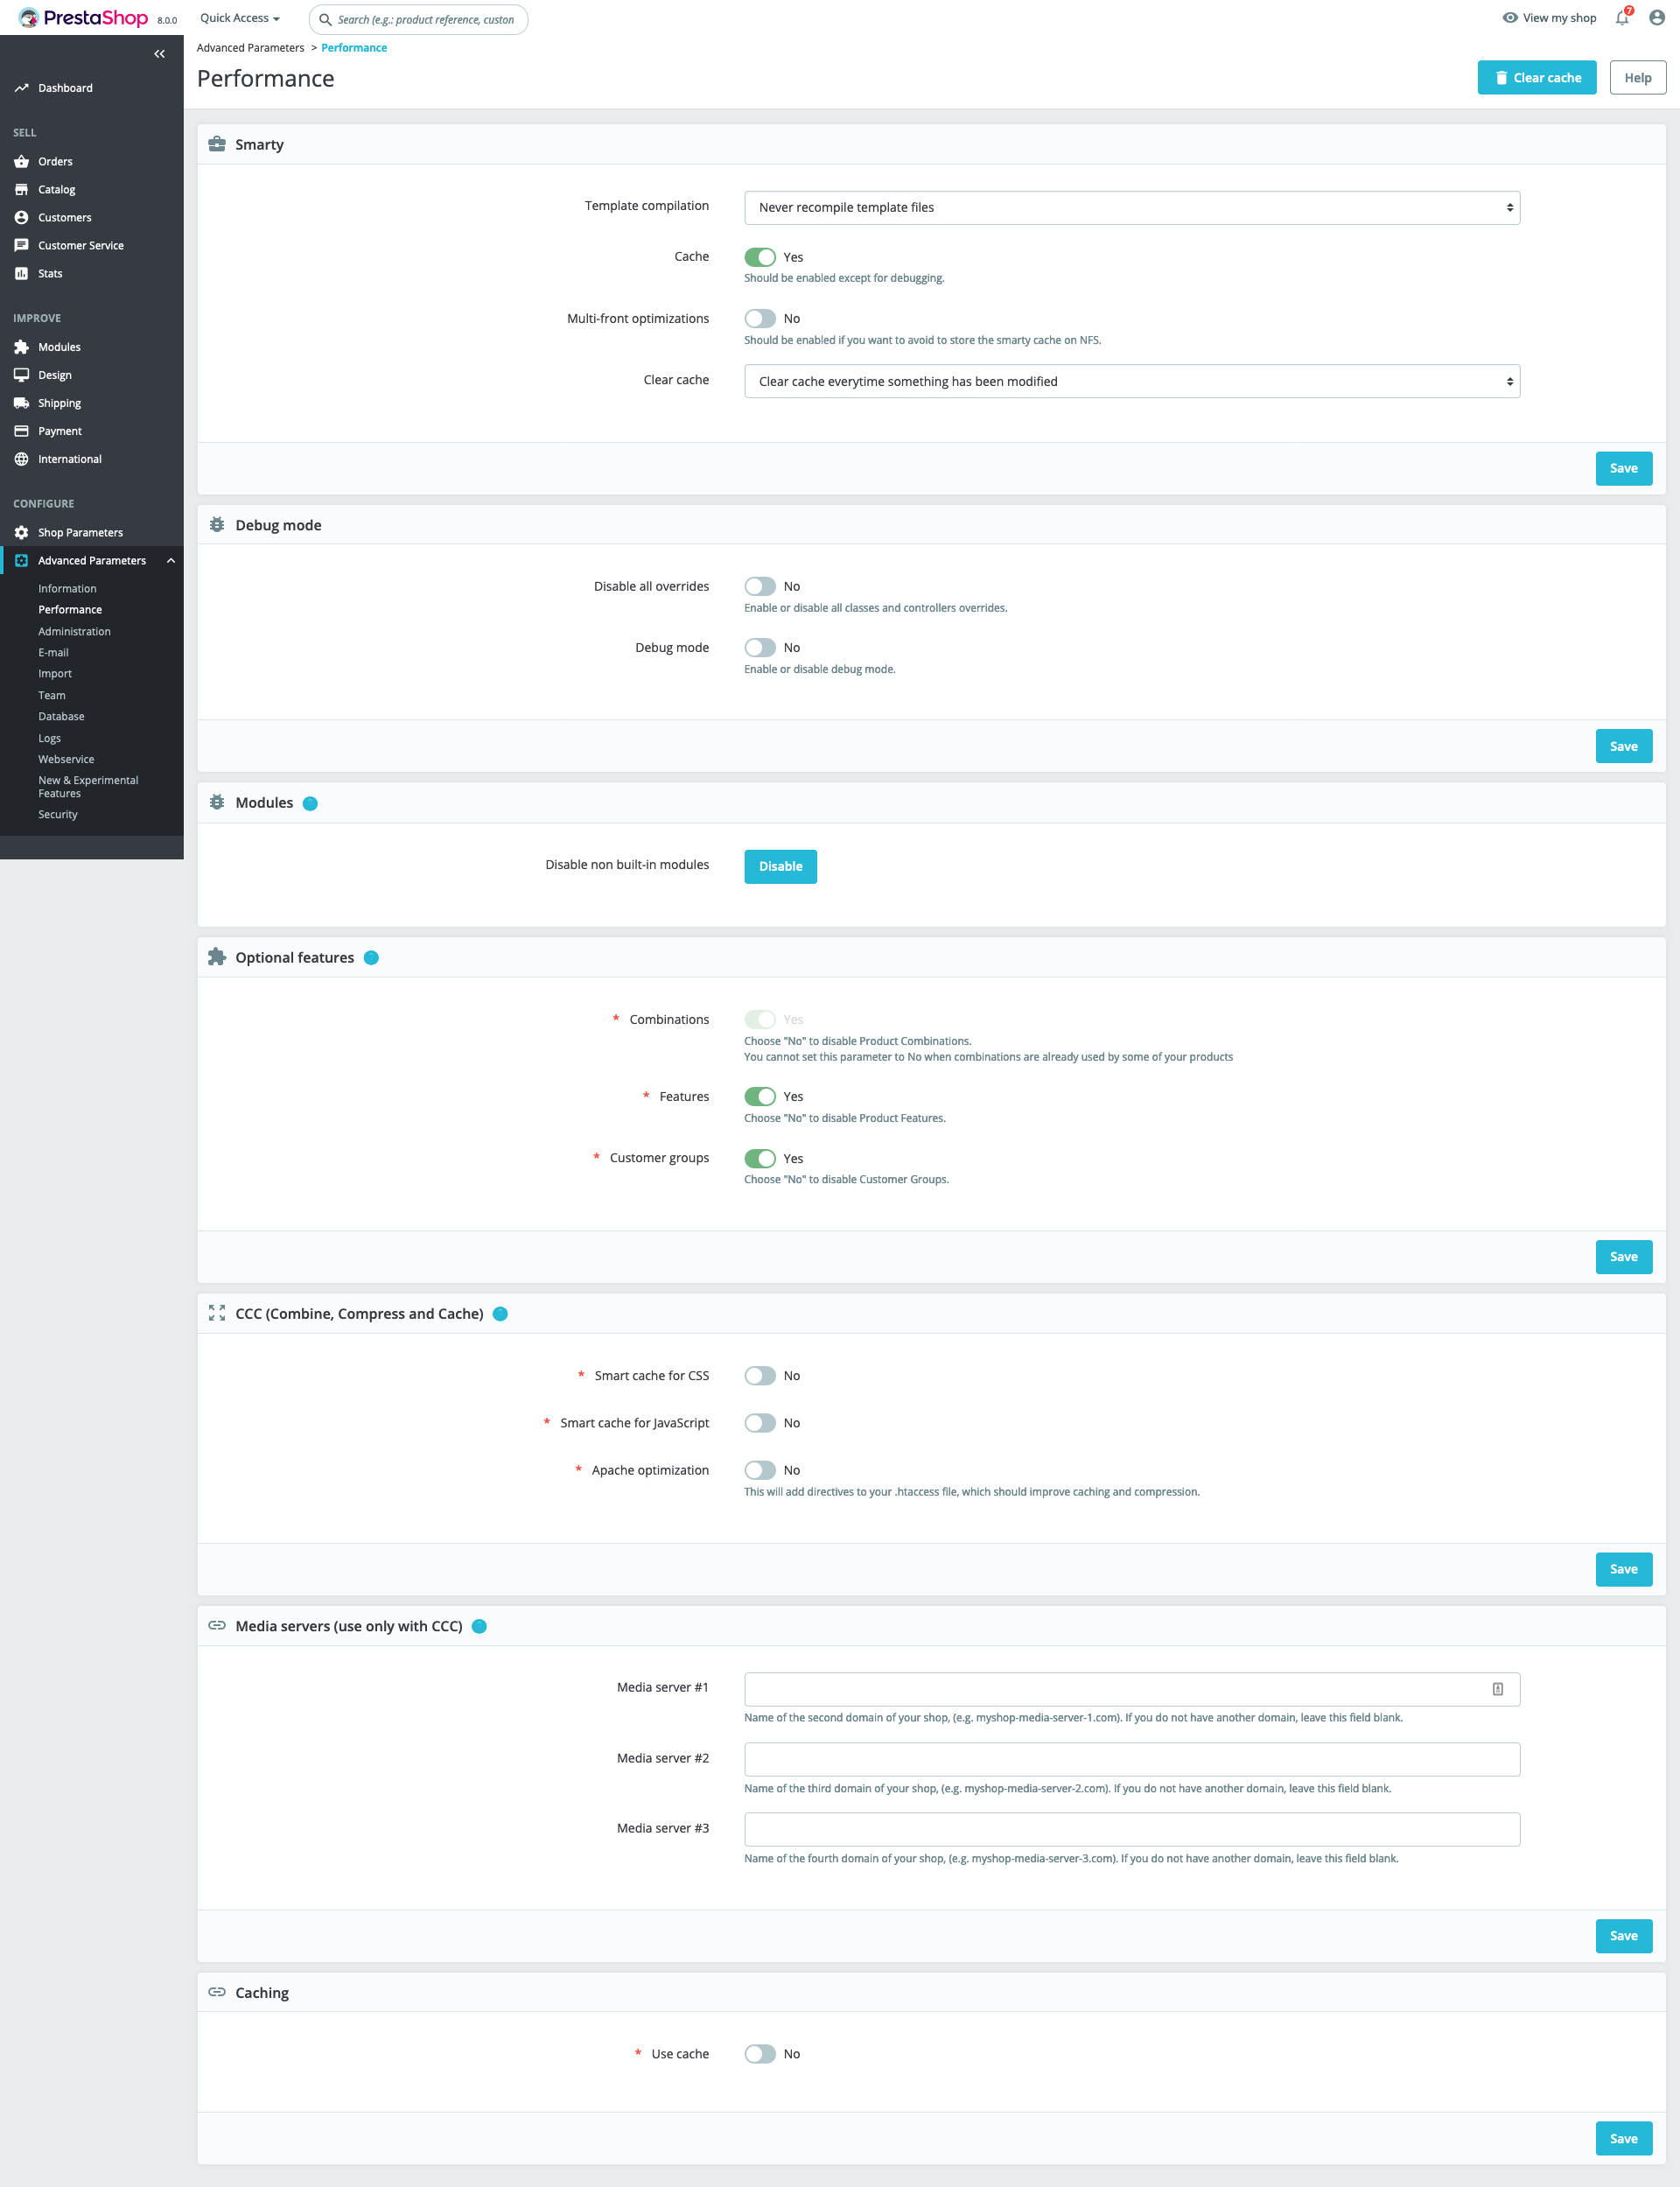 PrestaShop 8.0.0
Quick Access
Search (e.g.: product reference, custon
View my shop
7
Advanced Parameters > Performance
Performance
Clear cache
Help
Dashboard
SELL
Orders
Catalog
Customers
Customer Service
Stats
IMPROVE
Modules
Design
Shipping
Payment
International
CONFIGURE
Shop Parameters
Advanced Parameters
Information
Performance
Administration
E-mail
Import
Team
Database
Logs
Webservice
New & Experimental
Features
Security
Smarty
Template compilation
Never recompile template files
Cache
Yes
Should be enabled except for debugging.
Multi-front optimizations
No
Should be enabled if you want to avoid to store the smarty cache on NFS.
Clear cache
Clear cache everytime something has been modified
Save
Debug mode
Disable all overrides
No
Enable or disable all classes and controllers overrides.
Debug mode
No
Enable or disable debug mode.
Save
Modules
Disable non built-in modules
Disable
Optional features
* Combinations
Yes
Choose "No" to disable Product Combinations.
You cannot set this parameter to No when combinations are already used by some of your products
* Features
Yes
Choose "No" to disable Product Features.
* Customer groups
Yes
Choose "No" to disable Customer Groups.
Save
CCC (Combine, Compress and Cache)
* Smart cache for CSS
No
* Smart cache for JavaScript
No
* Apache optimization
No
This will add directives to your .htaccess file, which should improve caching and compression.
Save
Media servers (use only with CCC)
Media server #1
Name of the second domain of your shop, (e.g. myshop-media-server-1.com). If you do not have another domain, leave this field blank.
Media server #2
Name of the third domain of your shop, (e.g. myshop-media-server-2.com). If you do not have another domain, leave this field blank.
Media server #3
Name of the fourth domain of your shop, (e.g. myshop-media-server-3.com). If you do not have another domain, leave this field blank.
Save
Caching
* Use cache
No
Save